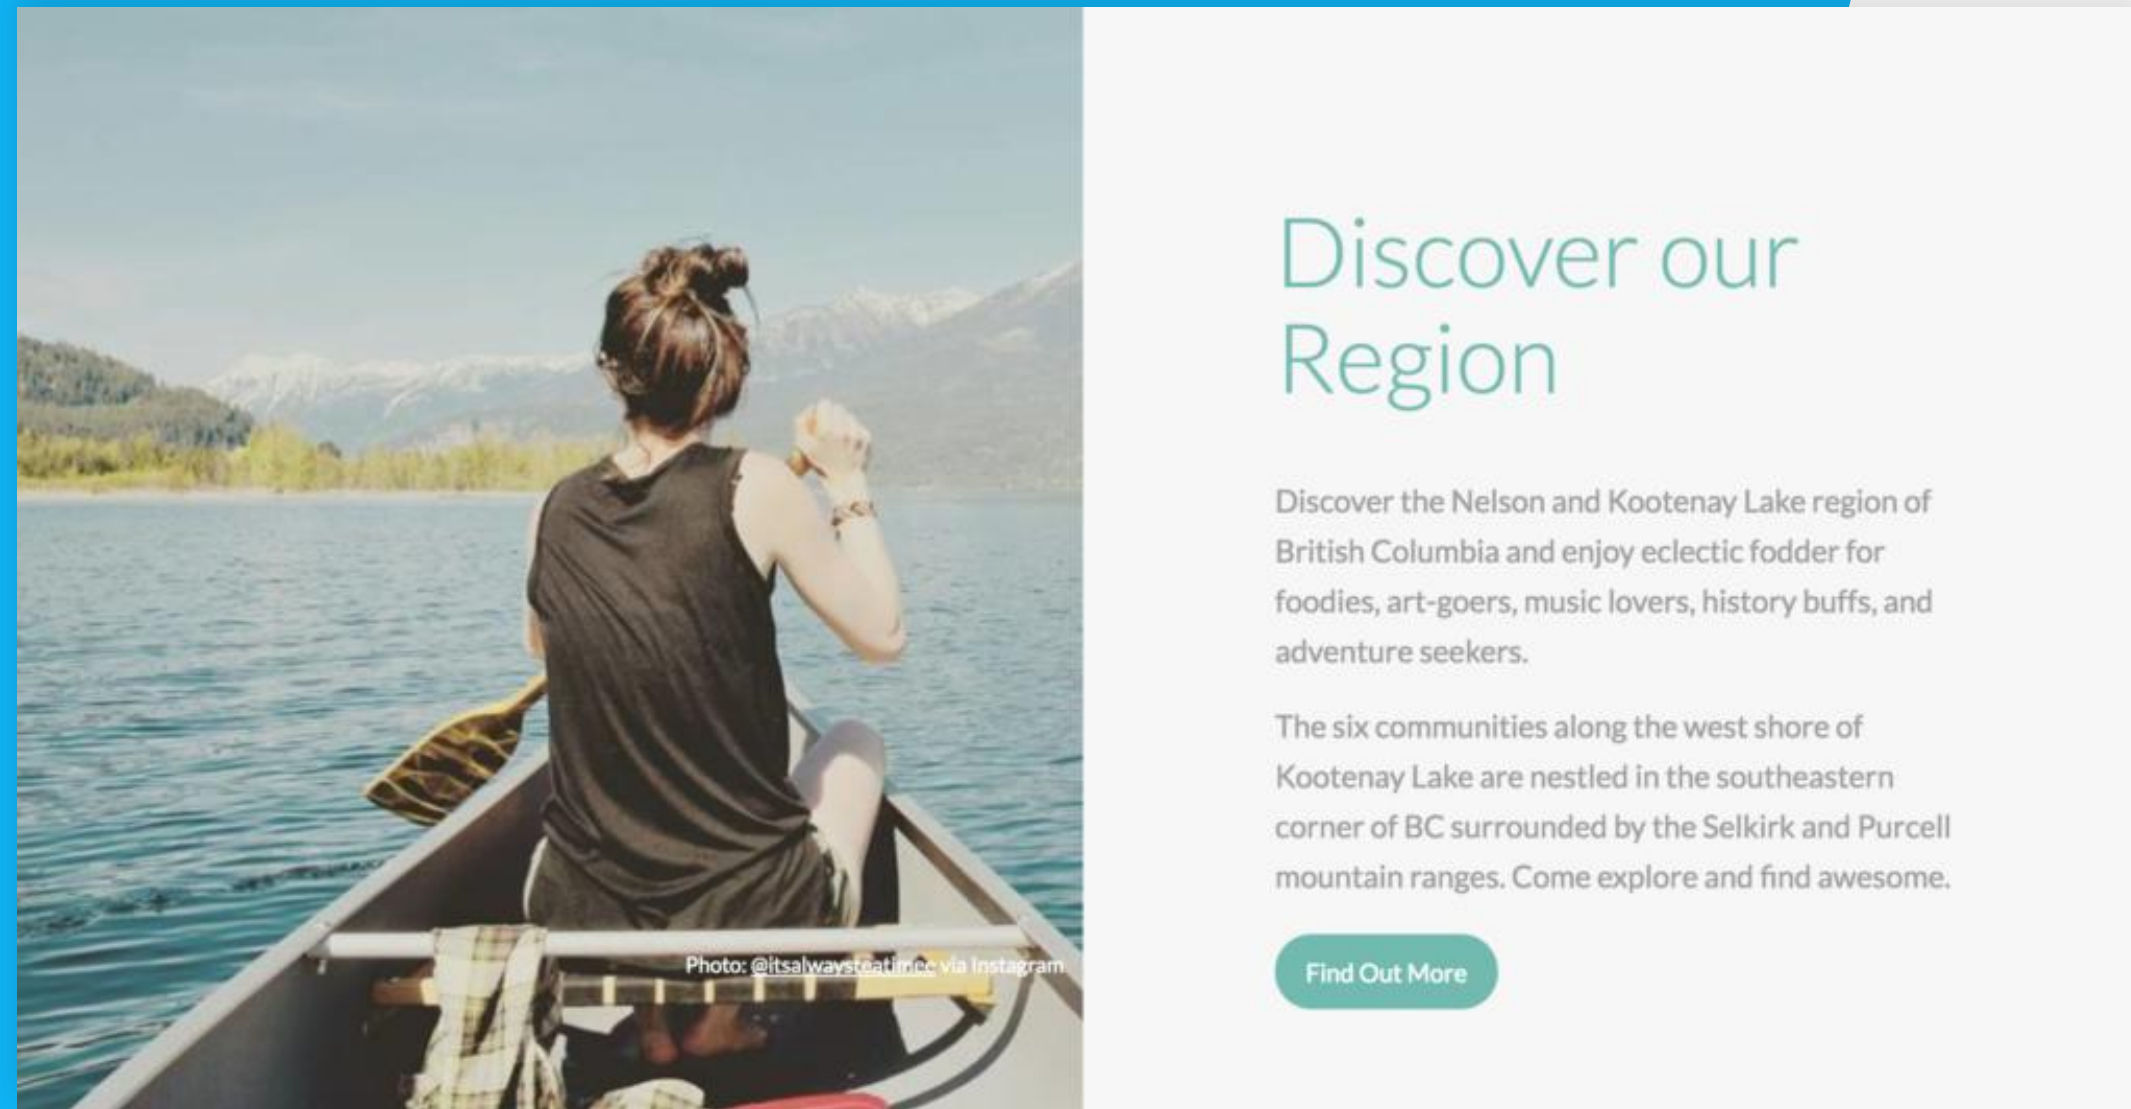 Discover our
Region
Discover the Nelson and Kootenay Lake region of
British Columbia and enjoy eclectic fodder for
foodies, art-goers, music lovers, history buffs, and
adventure seekers.
The six communities along the west shore of
Kootenay Lake are nestled in the southeastern
corner of BC surrounded by the Selkirk and Purcell
mountain ranges. Come explore and find awesome.
Find Out More
Photo: @itsalwaysteatimee via Instagram